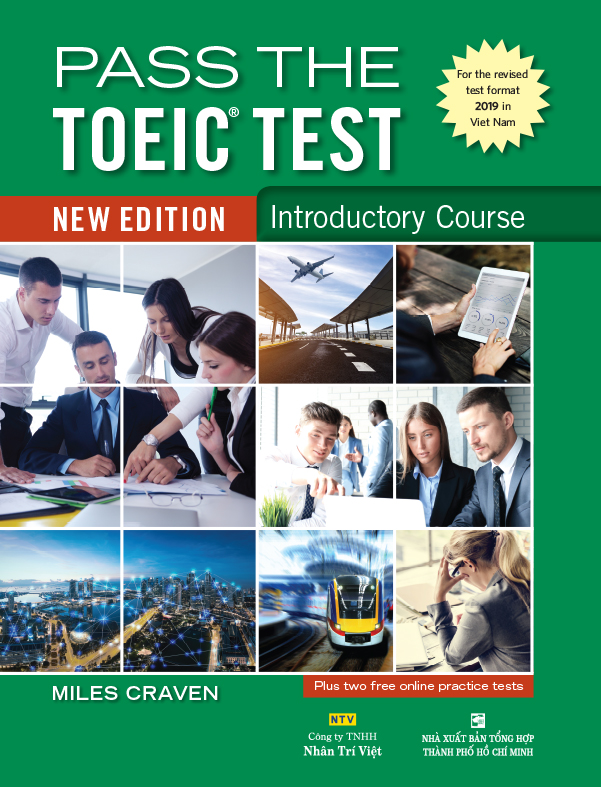 PASS THE
TOEIC® TEST
For the revised
test format
2019 in
Viet Nam
NEW EDITION
Introductory Course
MILES CRAVEN
Plus two free online practice tests
NTV
Công ty TNHH
Nhân Trí Việt
NHÀ XUẤT BẢN TỔNG HỢP
THÀNH PHỐ HỒ CHÍ MINH